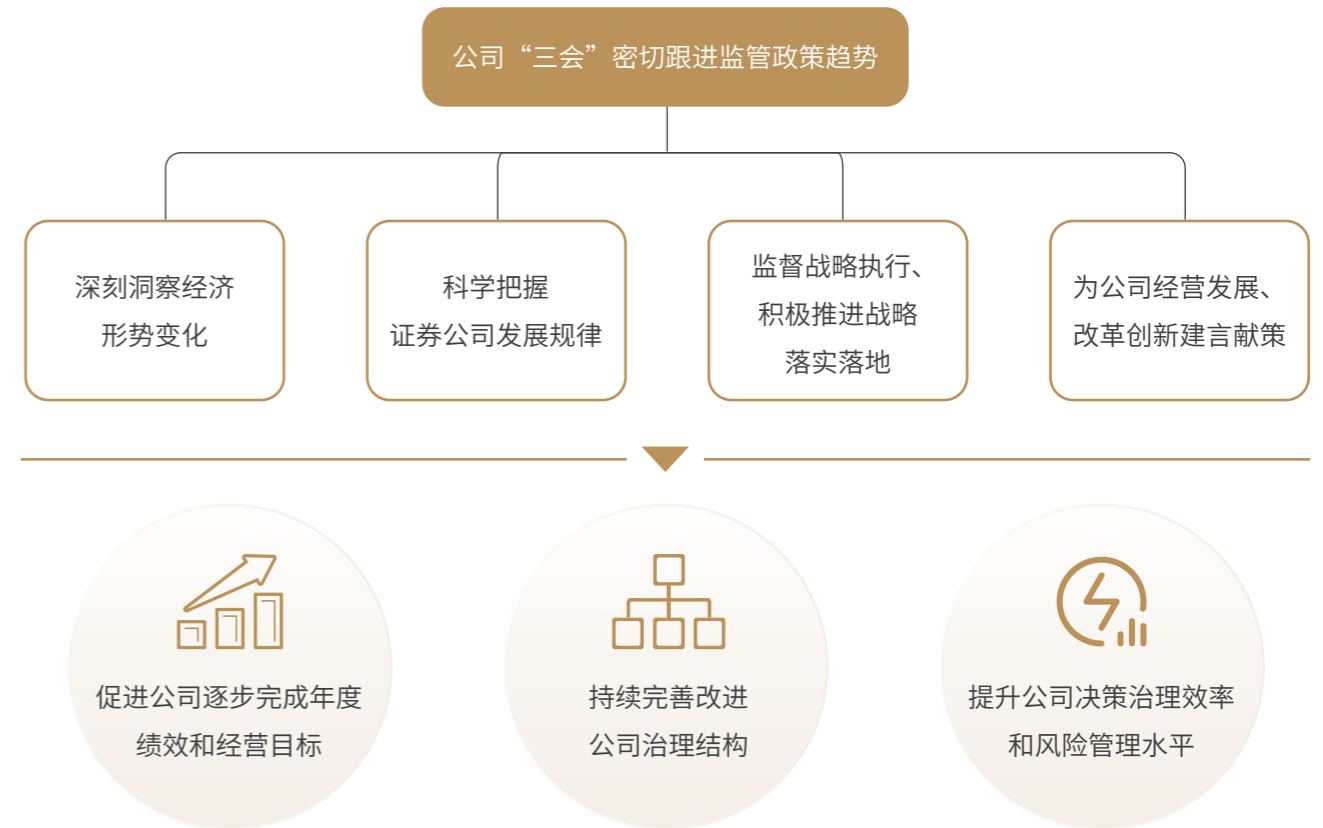 公司“三会”密切跟进监管政策趋势
深刻洞察经济
形势变化
科学把握
证券公司发展规律
监督战略执行、
积极推进战略
落实落地
为公司经营发展、
改革创新建言献策
促进公司逐步完成年度
绩效和经营目标
持续完善改进
公司治理结构
提升公司决策治理效率
和风险管理水平